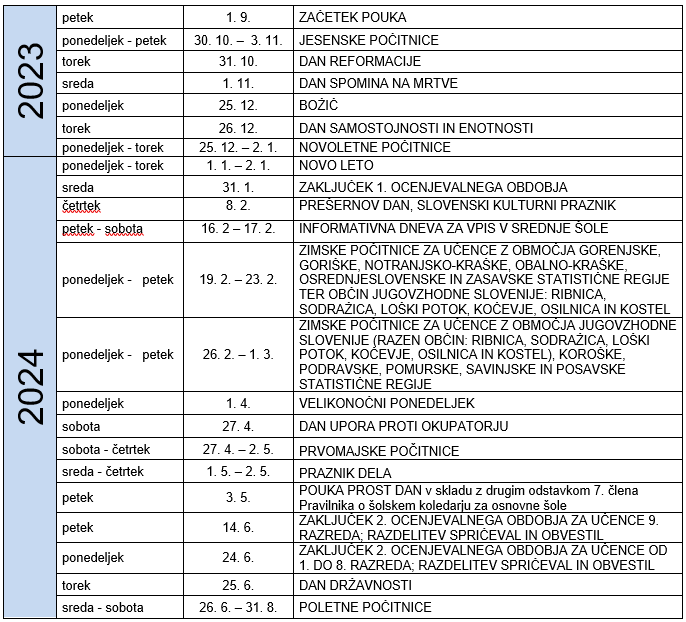 2023
petek 1. 9. ZAČETEK POUKA
ponedeljek - petek 30. 10. – 3. 11. JESENSKE POČITNICE
torek 31. 10. DAN REFORMACIJE
sreda 1. 11. DAN SPOMINA NA MRTVE
ponedeljek 25. 12. BOŽIČ
torek 26. 12. DAN SAMOSTOJNOSTI IN ENOTNOSTI
ponedeljek - torek 25. 12. – 2. 1. NOVOLETNE POČITNICE
2024
ponedeljek - torek 1. 1. – 2. 1. NOVO LETO
sreda 31. 1. ZAKLJUČEK 1. OCENJEVALNEGA OBDOBJA
četrtek 8. 2. PREŠERNOV DAN, SLOVENSKI KULTURNI PRAZNIK
petek - sobota 16. 2 – 17. 2. INFORMATIVNA DNEVA ZA VPIS V SREDNJE ŠOLE
ponedeljek - petek 19. 2. – 23. 2. ZIMSKE POČITNICE ZA UČENCE Z OBMOČJA GORENJSKE,
GORIŠKE, NOTRANJSKO-KRAŠKE, OBALNO-KRAŠKE,
OSREDNJESLOVENSKE IN ZASAVSKE STATISTIČNE REGIJE
TER OBČIN JUGOVZHODNE SLOVENIJE: RIBNICA,
SODRAŽICA, LOŠKI POTOK, KOČEVJE, OSILNICA IN KOSTEL
ponedeljek - petek 26. 2. – 1. 3. ZIMSKE POČITNICE ZA UČENCE Z OBMOČJA JUGOVZHODNE
SLOVENIJE (RAZEN OBČIN: RIBNICA, SODRAŽICA, LOŠKI
POTOK, KOČEVJE, OSILNICA IN KOSTEL), KOROŠKE,
PODRAVSKE, POMURSKE, SAVINJSKE IN POSAVSKE
STATISTIČNE REGIJE
ponedeljek 1. 4. VELIKONOČNI PONEDELJEK
sobota 27. 4. DAN UPORA PROTI OKUPATORJU
sobota - četrtek 27. 4. – 2. 5. PRVOMAJSKE POČITNICE
sreda - četrtek 1. 5. – 2. 5. PRAZNIK DELA
petek 3. 5. POUKA PROST DAN v skladu z drugim odstavkom 7. člena
Pravilnika o šolskem koledarju za osnovne šole
petek 14. 6. ZAKLJUČEK 2. OCENJEVALNEGA OBDOBJA ZA UČENCE 9.
RAZREDA; RAZDELITEV SPRIČEVAL IN OBVESTIL
ponedeljek 24. 6. ZAKLJUČEK 2. OCENJEVALNEGA OBDOBJA ZA UČENCE OD
1. DO 8. RAZREDA; RAZDELITEV SPRIČEVAL IN OBVESTIL
torek 25. 6. DAN DRŽAVNOSTI
sreda - sobota 26. 6. – 31. 8. POLETNE POČITNICE